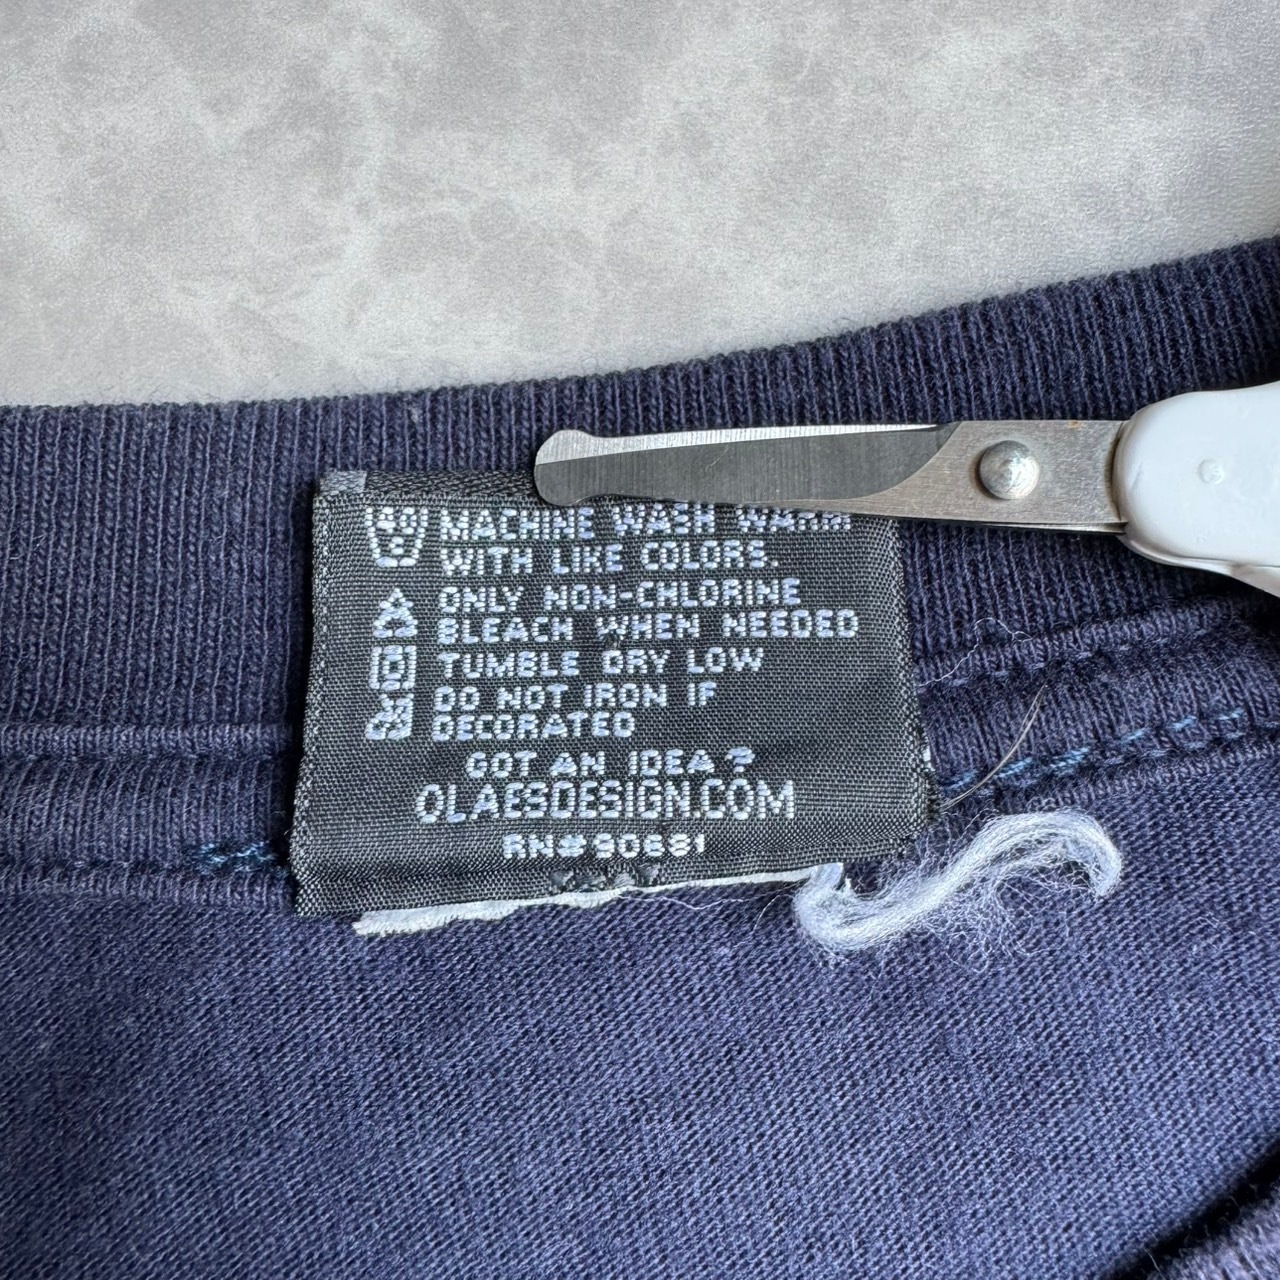 MACHINE WASH WARM
WITH LIKE COLORS.
ONLY NON-CHLORINE
BLEACH WHEN NEEDED
TUMBLE DRY LOW
DO NOT IRON IF
DECORATED
GOT AN IDEA?
OLAESDESIGN.COM